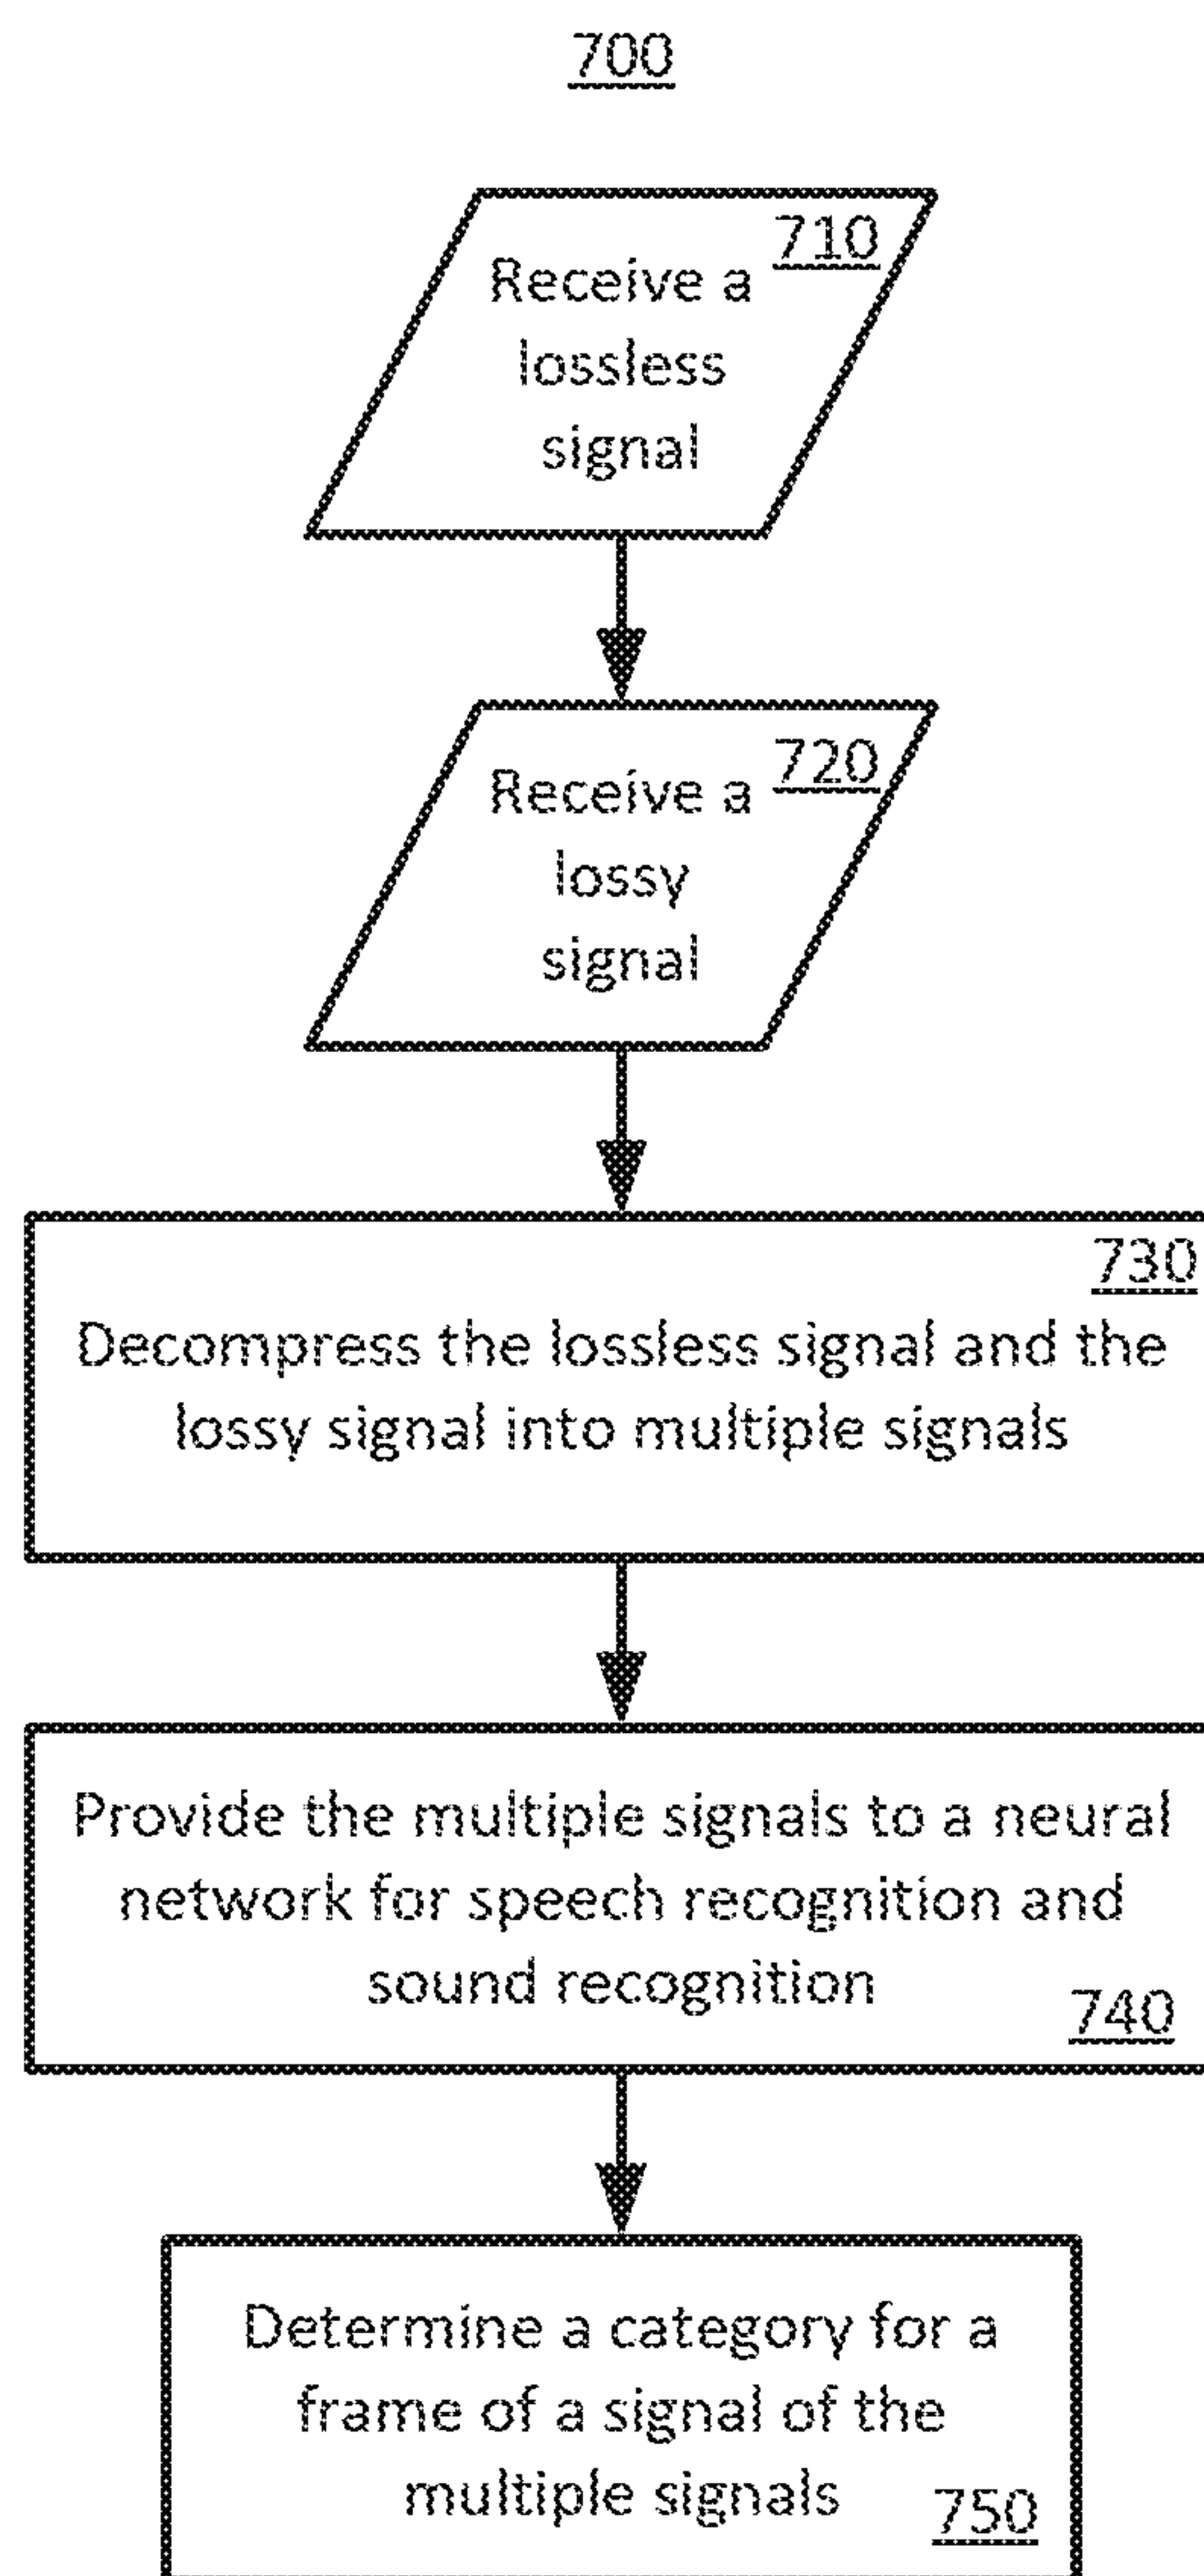 700
710
Receive a
lossless
signal
720
Receive a
lossy
signal
730
Decompress the lossless signal and the
lossy signal into multiple signals
Provide the multiple signals to a neural
network for speech recognition and
sound recognition
740
Determine a category for a
frame of a signal of the
multiple signals
750